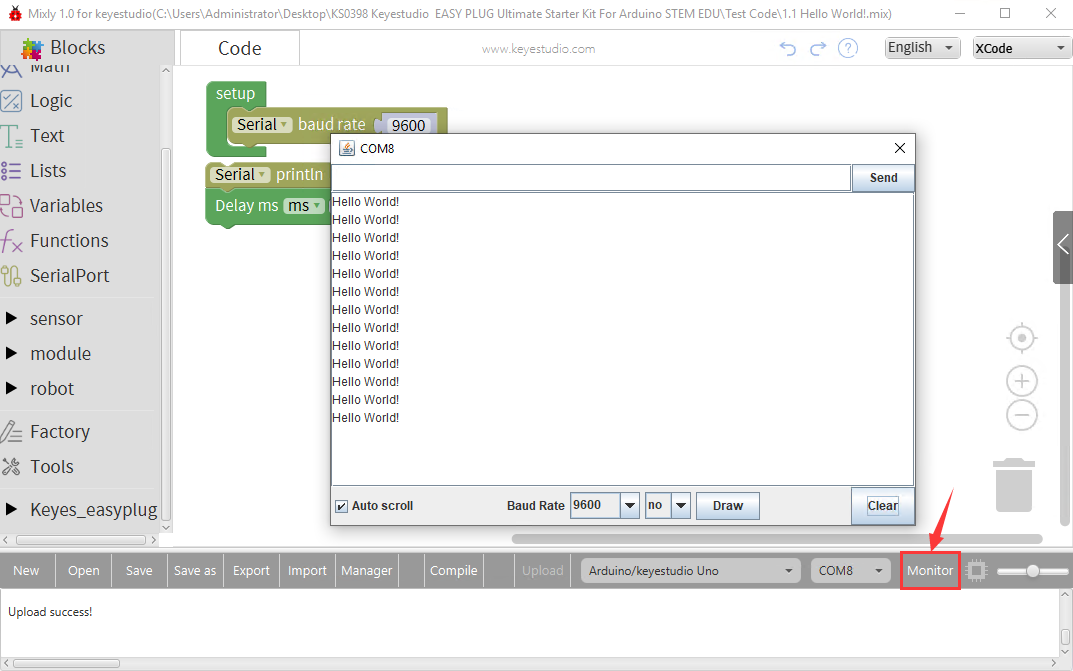 Mixly 1.0 for keyestudio(C:\Users\Administrator\Desktop\KS0398 Keyestudio  EASY PLUG Ultimate Starter Kit For Arduino STEM EDU\Test Code\1.1 Hello World!.mix)
Blocks
Code
www.keyestudio.com
?
English
XCode
Math
Logic
Text
Lists
Variables
Functions
SerialPort
sensor
module
robot
Factory
Tools
Keyes_easyplug
setup
Serial baud rate 9600
Serial println
Delay ms ms
COM8
Send
Hello World!
Hello World!
Hello World!
Hello World!
Hello World!
Hello World!
Hello World!
Hello World!
Hello World!
Hello World!
Hello World!
Hello World!
Hello World!
Auto scroll
Baud Rate 9600 no Draw Clear
New Open Save Save as Export Import Manager Compile Upload Arduino/keyestudio Uno COM8 Monitor
Upload success!